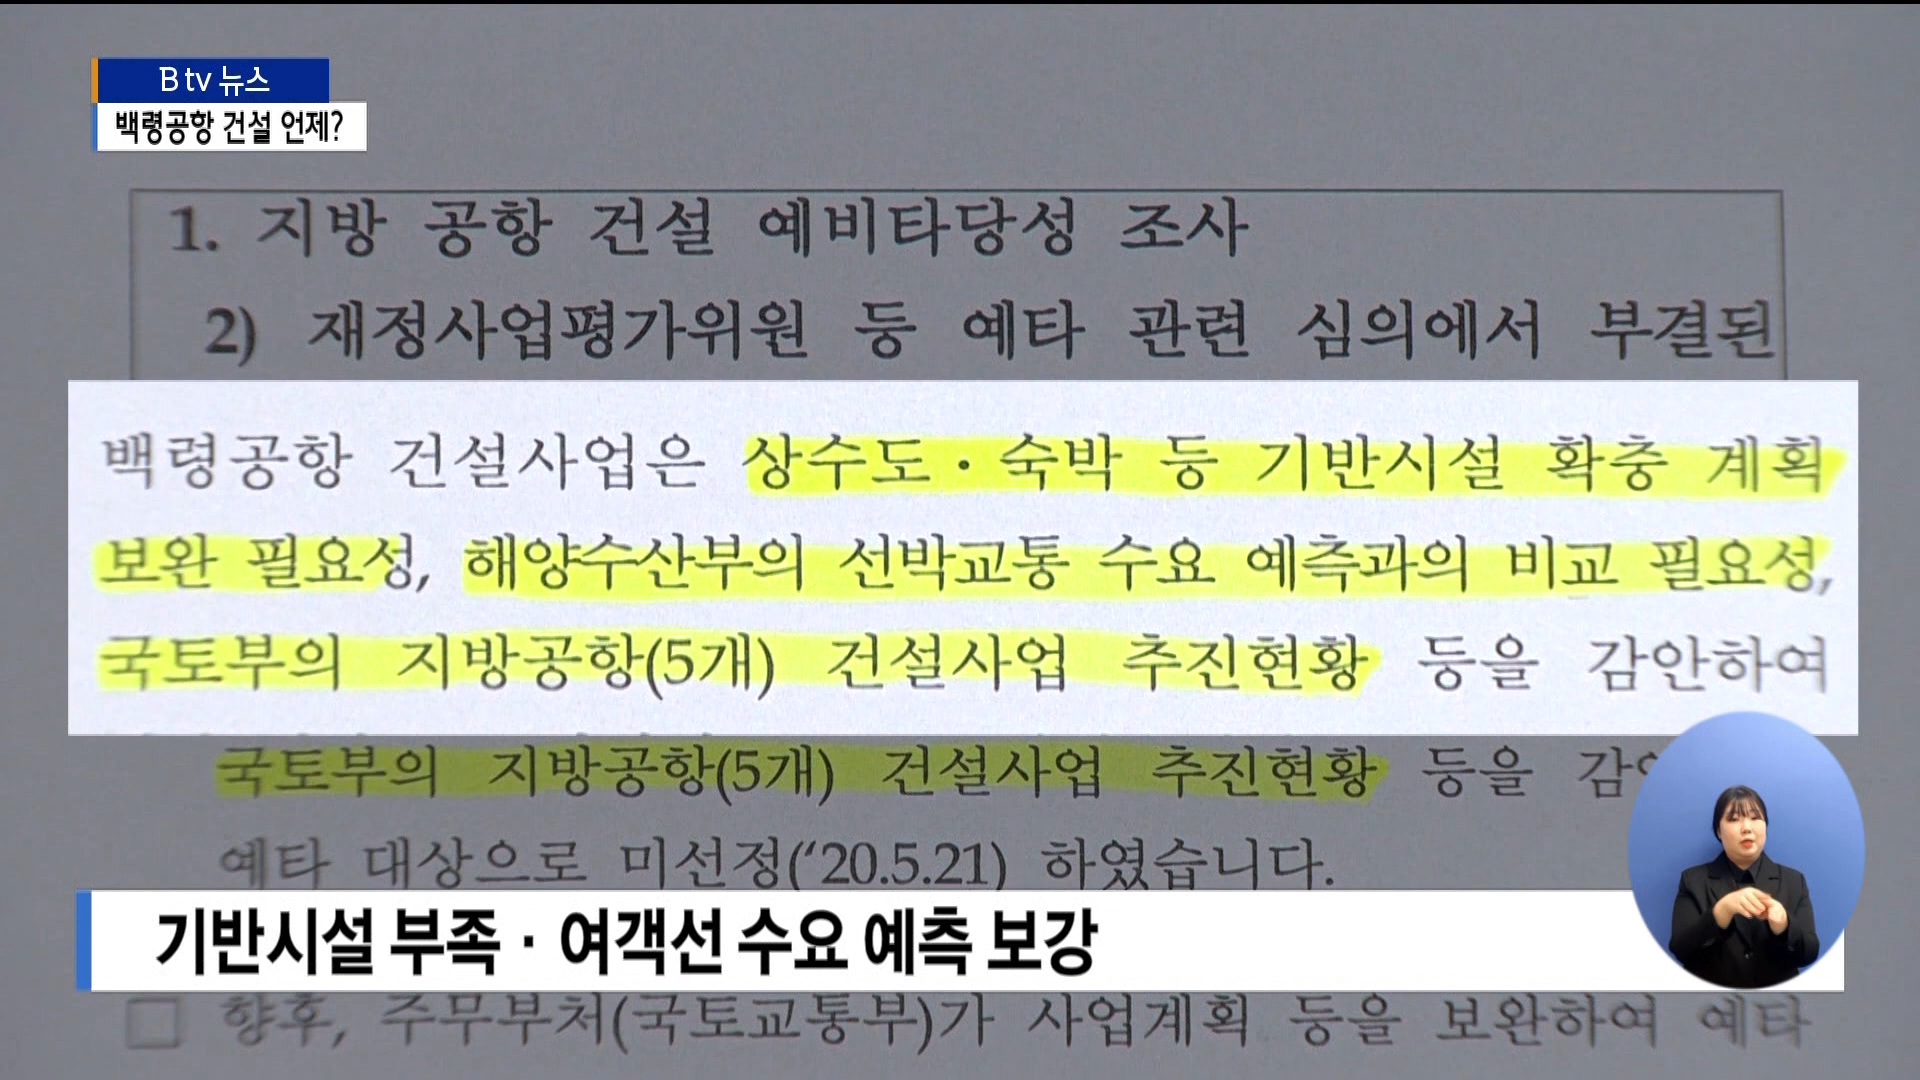 B tv 뉴스
백령공항 건설 언제?
1. 지방 공항 건설 예비타당성 조사
2) 재정사업평가위원 등 예타 관련 심의에서 부결된
백령공항 건설사업은 상수도·숙박 등 기반시설 확충 계획
보완 필요성, 해양수산부의 선박교통 수요 예측과의 비교 필요성,
국토부의 지방공항(5개) 건설사업 추진현황 등을 감안하여
국토부의 지방공항(5개) 건설사업 추진현황 등을
예타 대상으로 미선정('20.5.21) 하였습니다.
기반시설 부족·여객선 수요 예측 보강
□ 향후, 주무부처(국토교통부)가 사업계획 등을 보완하여 예타